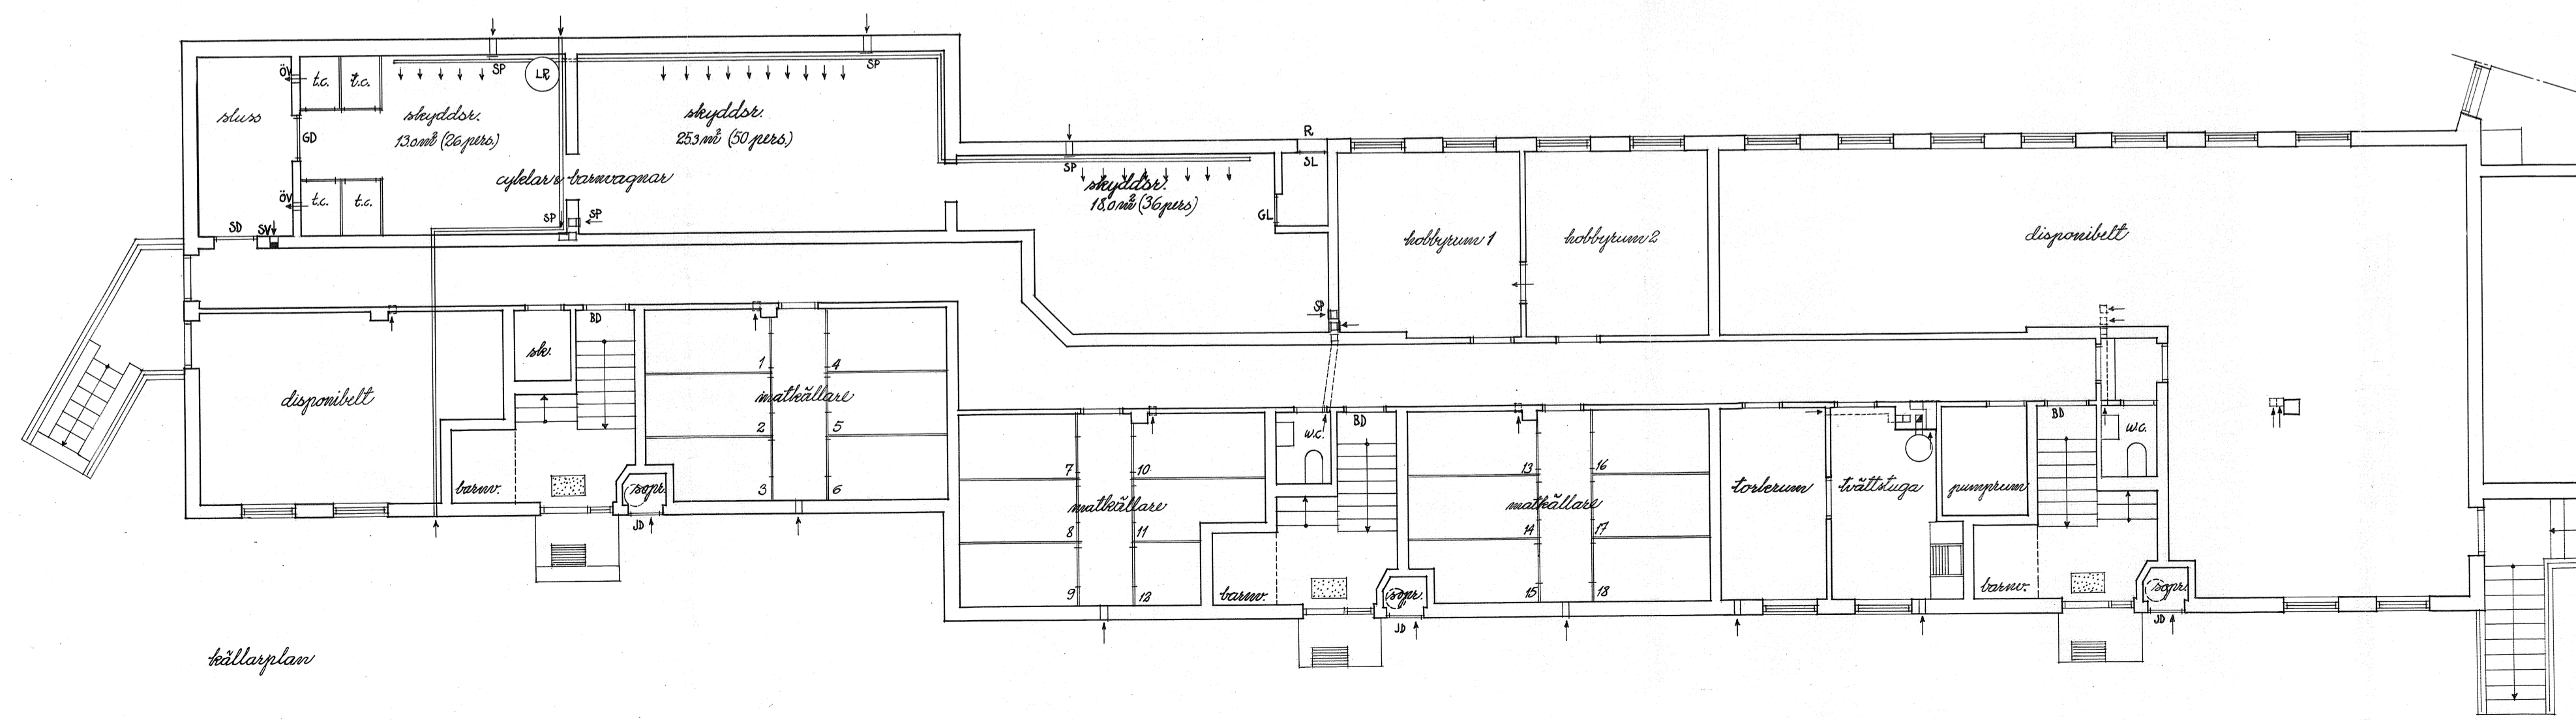 SP
SP
ÖV
t.c.
t.c.
LR
sluss
skyddsr.
13.0m² (26 pers.)
skyddsr.
25.3m² (50 pers.)
GD
R
SL
SP
cyklar & barnvagnar
skyddsr.
18.0m² (36 pers)
ÖV
t.c.
t.c.
SP
SP
GL
SD
SV
hobbyrum 1
hobbyrum 2
disponibelt
SP
BD
sk.
1
4
disponibelt
matkällare
2
5
barnv.
sopr.
3
6
JD
BD
w.c.
BD
w.c.
7
10
13
16
matkällare
matkällare
torkrum
tvättstuga
pumprum
8
11
14
17
9
12
barnv.
sopr.
15
18
barnv.
sopr.
JD
JD
källarplan